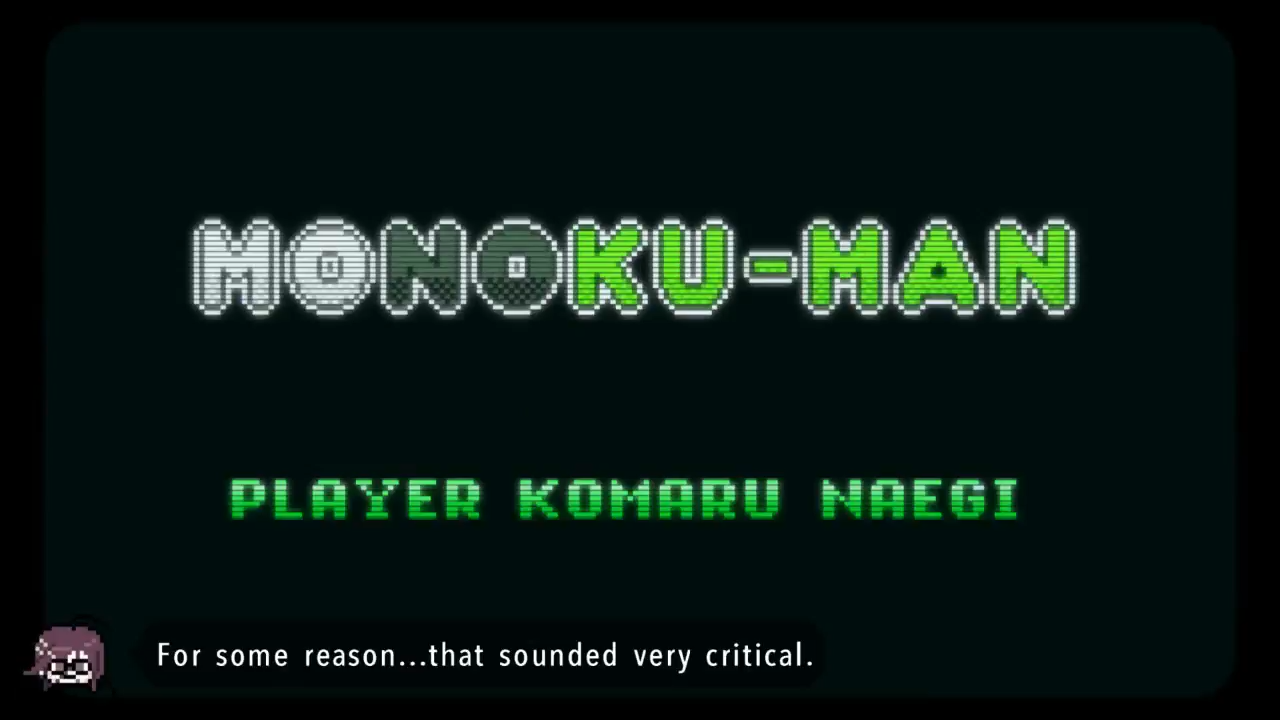 MONOKU-MAN
PLAYER KOMARU NAEGI
For some reason...that sounded very critical.